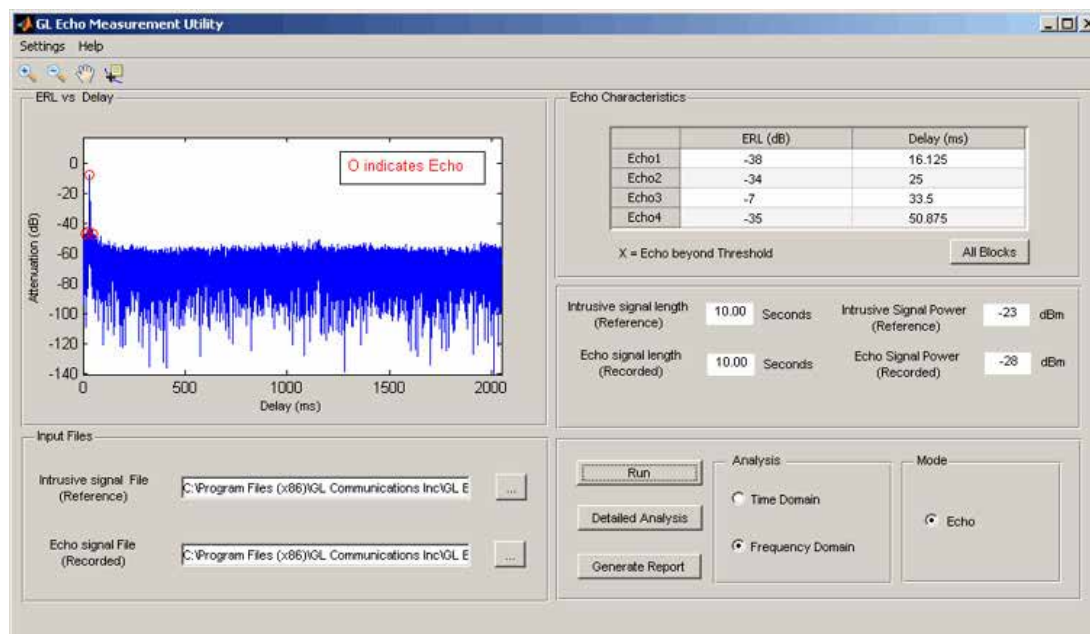 GL Echo Measurement Utility
Settings Help
ERL vs Delay
O indicates Echo
0
-20
-40
-60
-80
-100
-120
-140
Attenuation (dB)
0 500 1000 1500 2000
Delay (ms)
Echo Characteristics
ERL (dB) Delay (ms)
Echo1 -38 16.125
Echo2 -34 25
Echo3 -7 33.5
Echo4 -35 50.875
X = Echo beyond Threshold
All Blocks
Intrusive signal length
(Reference)
10.00 Seconds
Intrusive Signal Power
(Reference)
-23 dBm
Echo signal length
(Recorded)
10.00 Seconds
Echo Signal Power
(Recorded)
-28 dBm
Input Files
Intrusive signal File
(Reference)
C:\Program Files (x86)\GL Communications Inc\GL E
...
Echo signal File
(Recorded)
C:\Program Files (x86)\GL Communications Inc\GL E
...
Run
Detailed Analysis
Generate Report
Analysis
Time Domain
Frequency Domain
Mode
Echo